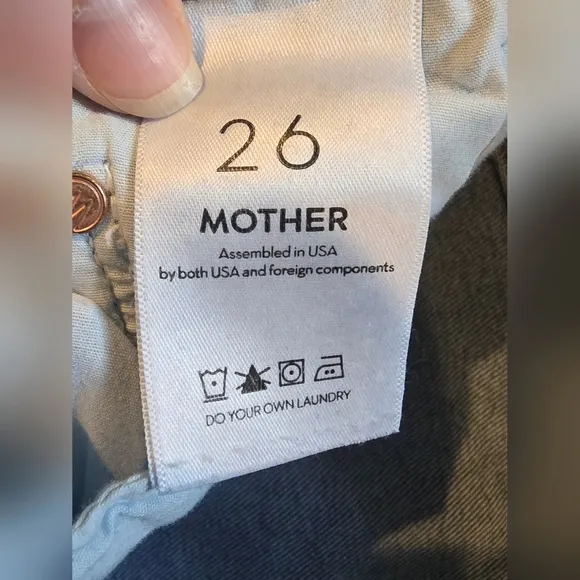 26
MOTHER
Assembled in USA
by both USA and foreign components
DO YOUR OWN LAUNDRY